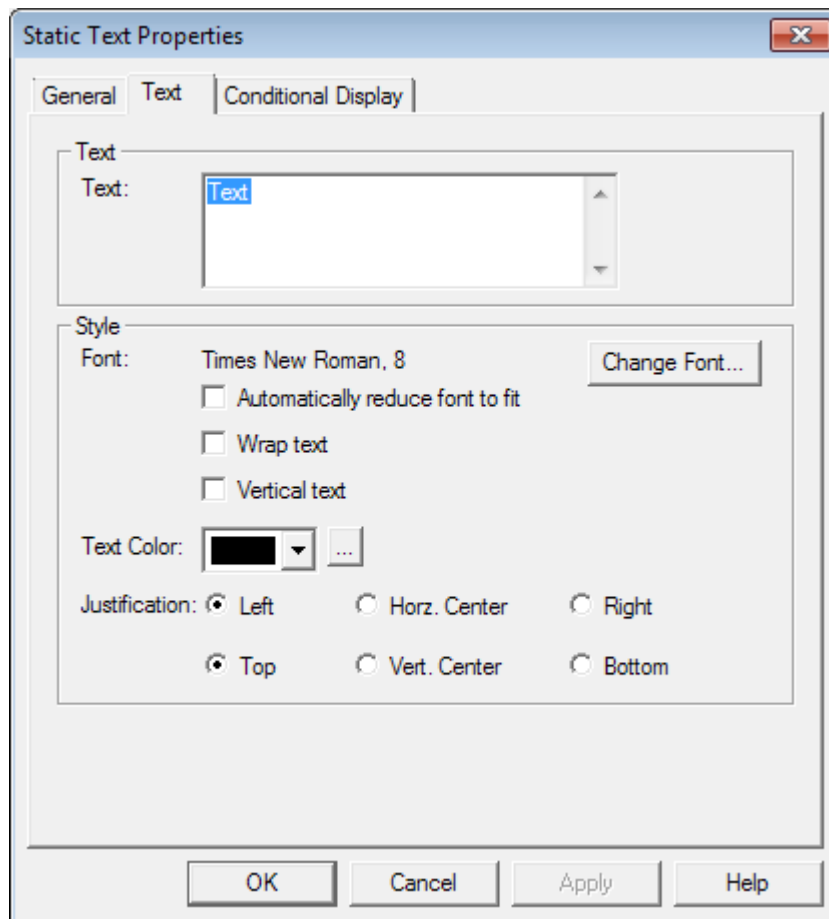 Static Text Properties
General Text Conditional Display
Text
Text: Text
Style
Font: Times New Roman, 8 Change Font...
Automatically reduce font to fit
Wrap text
Vertical text
Text Color: ...
Justification: Left Horz. Center Right
Top Vert. Center Bottom
OK Cancel Apply Help